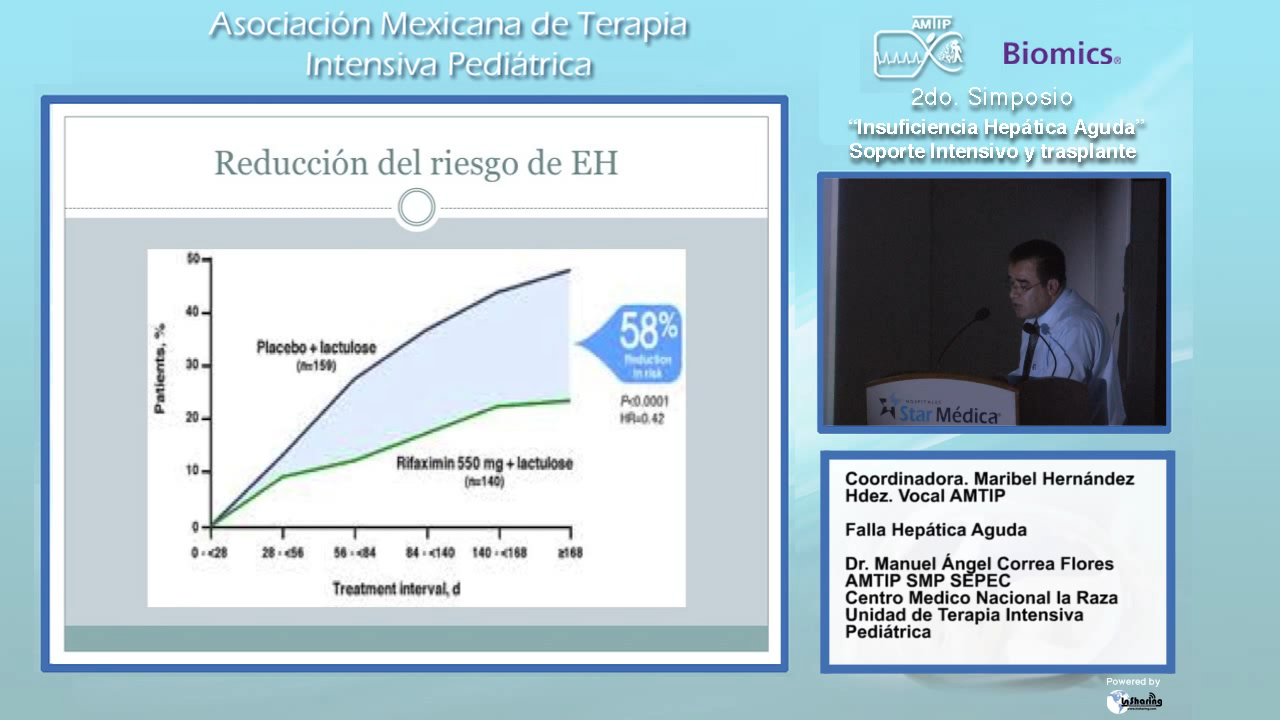 Asociación Mexicana de Terapia
Intensiva Pediátrica
AMTIP
Biomics®
2do. Simposio
“Insuficiencia Hepática Aguda”
Soporte Intensivo y trasplante
Reducción del riesgo de EH
Patients, %
50
40
30
20
10
0
Placebo + lactulose
(n=159)
58%
Reduction
in risk
P<0.0001
HR=0.42
Rifaximin 550 mg + lactulose
(n=140)
0 - <28
28 - <56
56 - <84
84 - <140
140 - <168
≥168
Treatment interval, d
HOSPITALES
Star Médica
Coordinadora. Maribel Hernández
Hdez. Vocal AMTIP
Falla Hepática Aguda
Dr. Manuel Ángel Correa Flores
AMTIP SMP SEPEC
Centro Medico Nacional la Raza
Unidad de Terapia Intensiva
Pediátrica
Powered by
InSharing